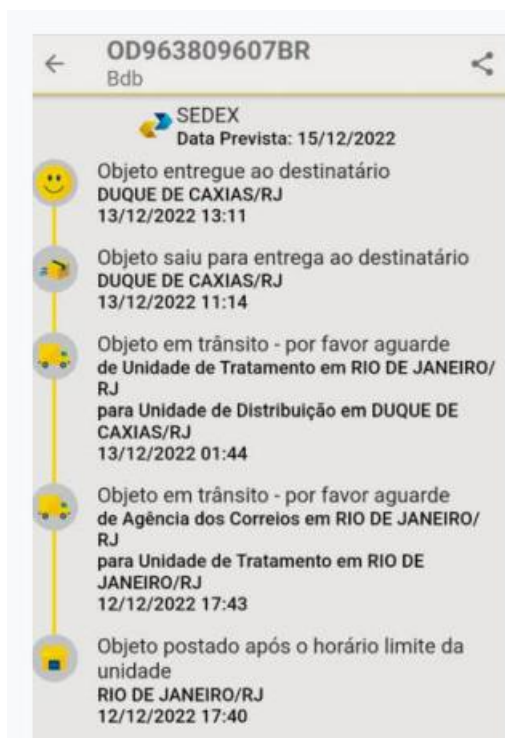 OD963809607BR
Bdb
SEDEX
Data Prevista: 15/12/2022
Objeto entregue ao destinatário
DUQUE DE CAXIAS/RJ
13/12/2022 13:11
Objeto saiu para entrega ao destinatário
DUQUE DE CAXIAS/RJ
13/12/2022 11:14
Objeto em trânsito - por favor aguarde
de Unidade de Tratamento em RIO DE JANEIRO/
RJ
para Unidade de Distribuição em DUQUE DE
CAXIAS/RJ
13/12/2022 01:44
Objeto em trânsito - por favor aguarde
de Agência dos Correios em RIO DE JANEIRO/
RJ
para Unidade de Tratamento em RIO DE
JANEIRO/RJ
12/12/2022 17:43
Objeto postado após o horário limite da
unidade
RIO DE JANEIRO/RJ
12/12/2022 17:40